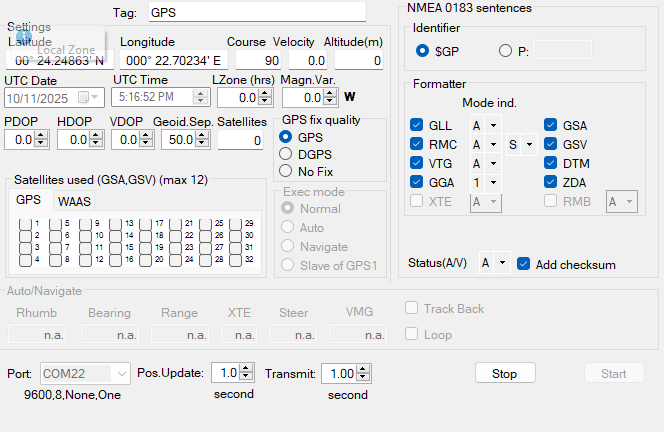 Tag: GPS
NMEA 0183 sentences
Settings
Identifier
Latitude Longitude Course Velocity Altitude(m)
Local Zone
00° 24.24863' N 000° 22.70234' E 90 0.0 0
$GP P:
UTC Date UTC Time LZone (hrs) Magn.Var.
10/11/2025 5:16:52 PM 0.0 0.0 W
Formatter
Mode ind.
PDOP HDOP VDOP Geoid.Sep. Satellites
0.0 0.0 0.0 50.0 0
GPS fix quality
GPS
DGPS
No Fix
GLL A GSA
RMC A S GSV
VTG A DTM
GGA 1 ZDA
XTE A RMB A
Satellites used (GSA,GSV) (max 12)
GPS WAAS
1 5 9 13 17 21 25 29
2 6 10 14 18 22 26 30
3 7 11 15 19 23 27 31
4 8 12 16 20 24 28 32
Exec mode
Normal
Auto
Navigate
Slave of GPS1
Status(A/V) A Add checksum
Auto/Navigate
Rhumb Bearing Range XTE Steer VMG
n.a. n.a. n.a. n.a. n.a. n.a.
Track Back
Loop
Port: COM22 Pos.Update: 1.0 Transmit: 1.00 Stop Start
9600,8,None,One second second